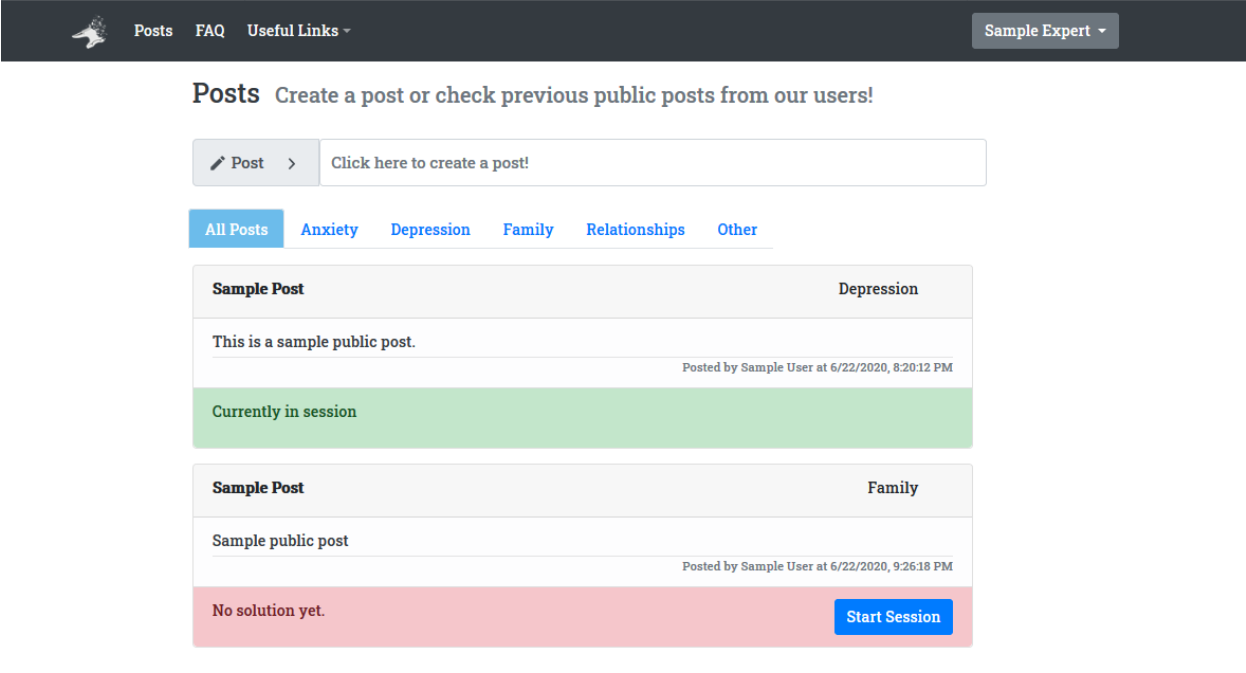 Posts FAQ Useful Links Sample Expert
Posts Create a post or check previous public posts from our users!
Post Click here to create a post!
All Posts Anxiety Depression Family Relationships Other
Sample Post Depression
This is a sample public post.
Posted by Sample User at 6/22/2020, 8:20:12 PM
Currently in session
Sample Post Family
Sample public post
Posted by Sample User at 6/22/2020, 9:26:18 PM
No solution yet. Start Session